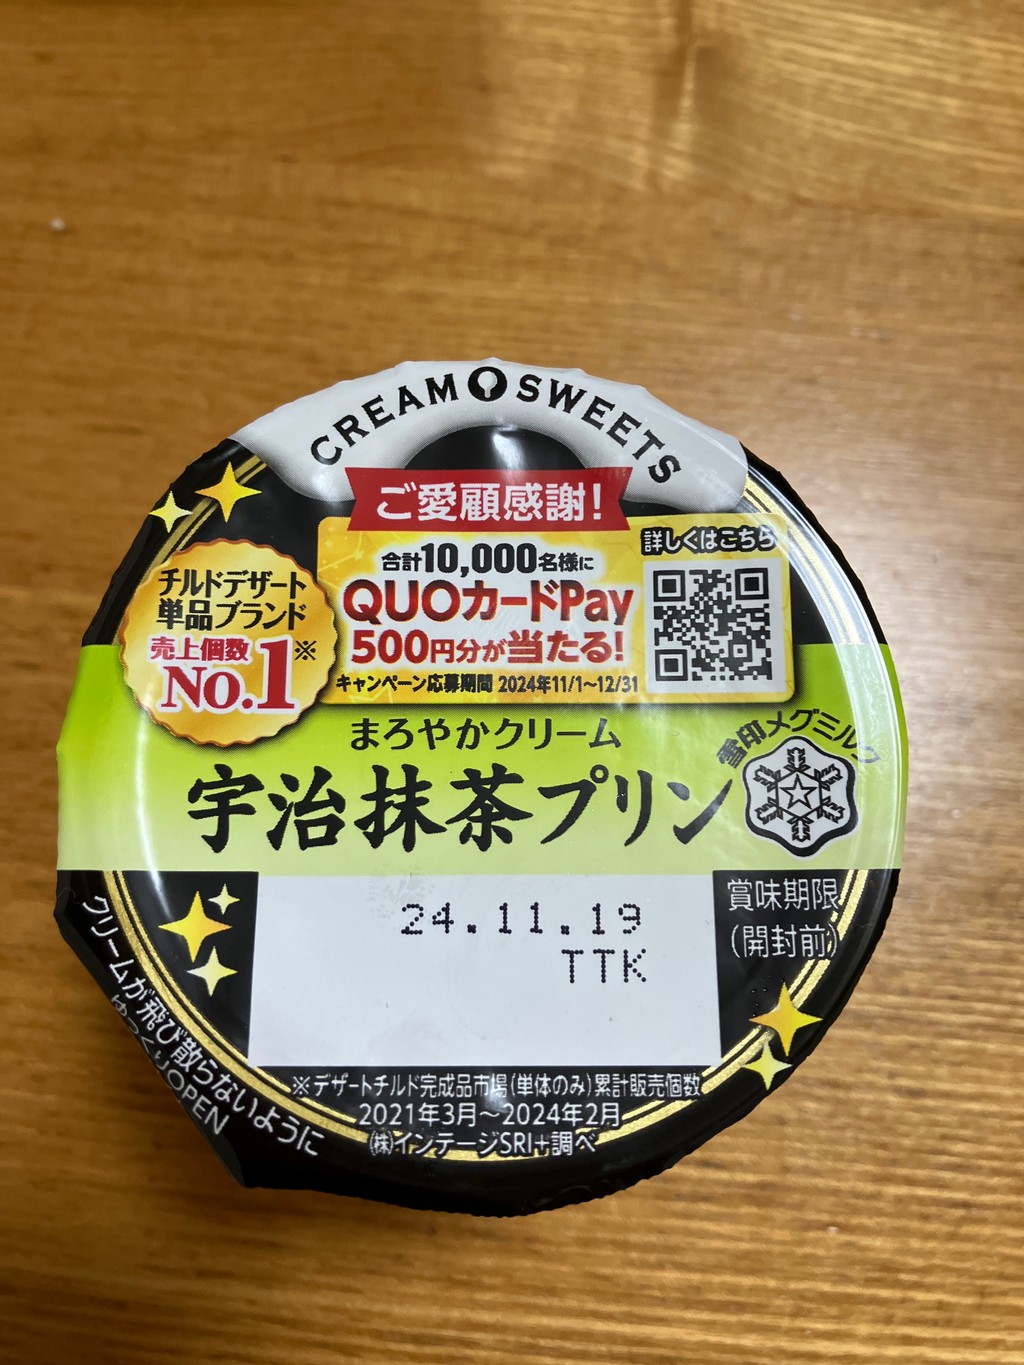 CREAM SWEETS
ご愛顧感謝!
合計10,000名様に
QUOカードPay
500円分が当たる!
キャンペーン応募期間 2024年11/1~12/31
詳しくはこちら
チルドデザート
単品ブランド
売上個数
No.1※
まろやかクリーム
宇治抹茶プリン
雪印メグミルク
24.11.19
TTK
賞味期限
(開封前)
クリームが飛び散らないように
ゆっくりOPEN
※デザートチルド完成品市場(単体のみ)累計販売個数
2021年3月~2024年2月
㈱インテージSRI+調べ